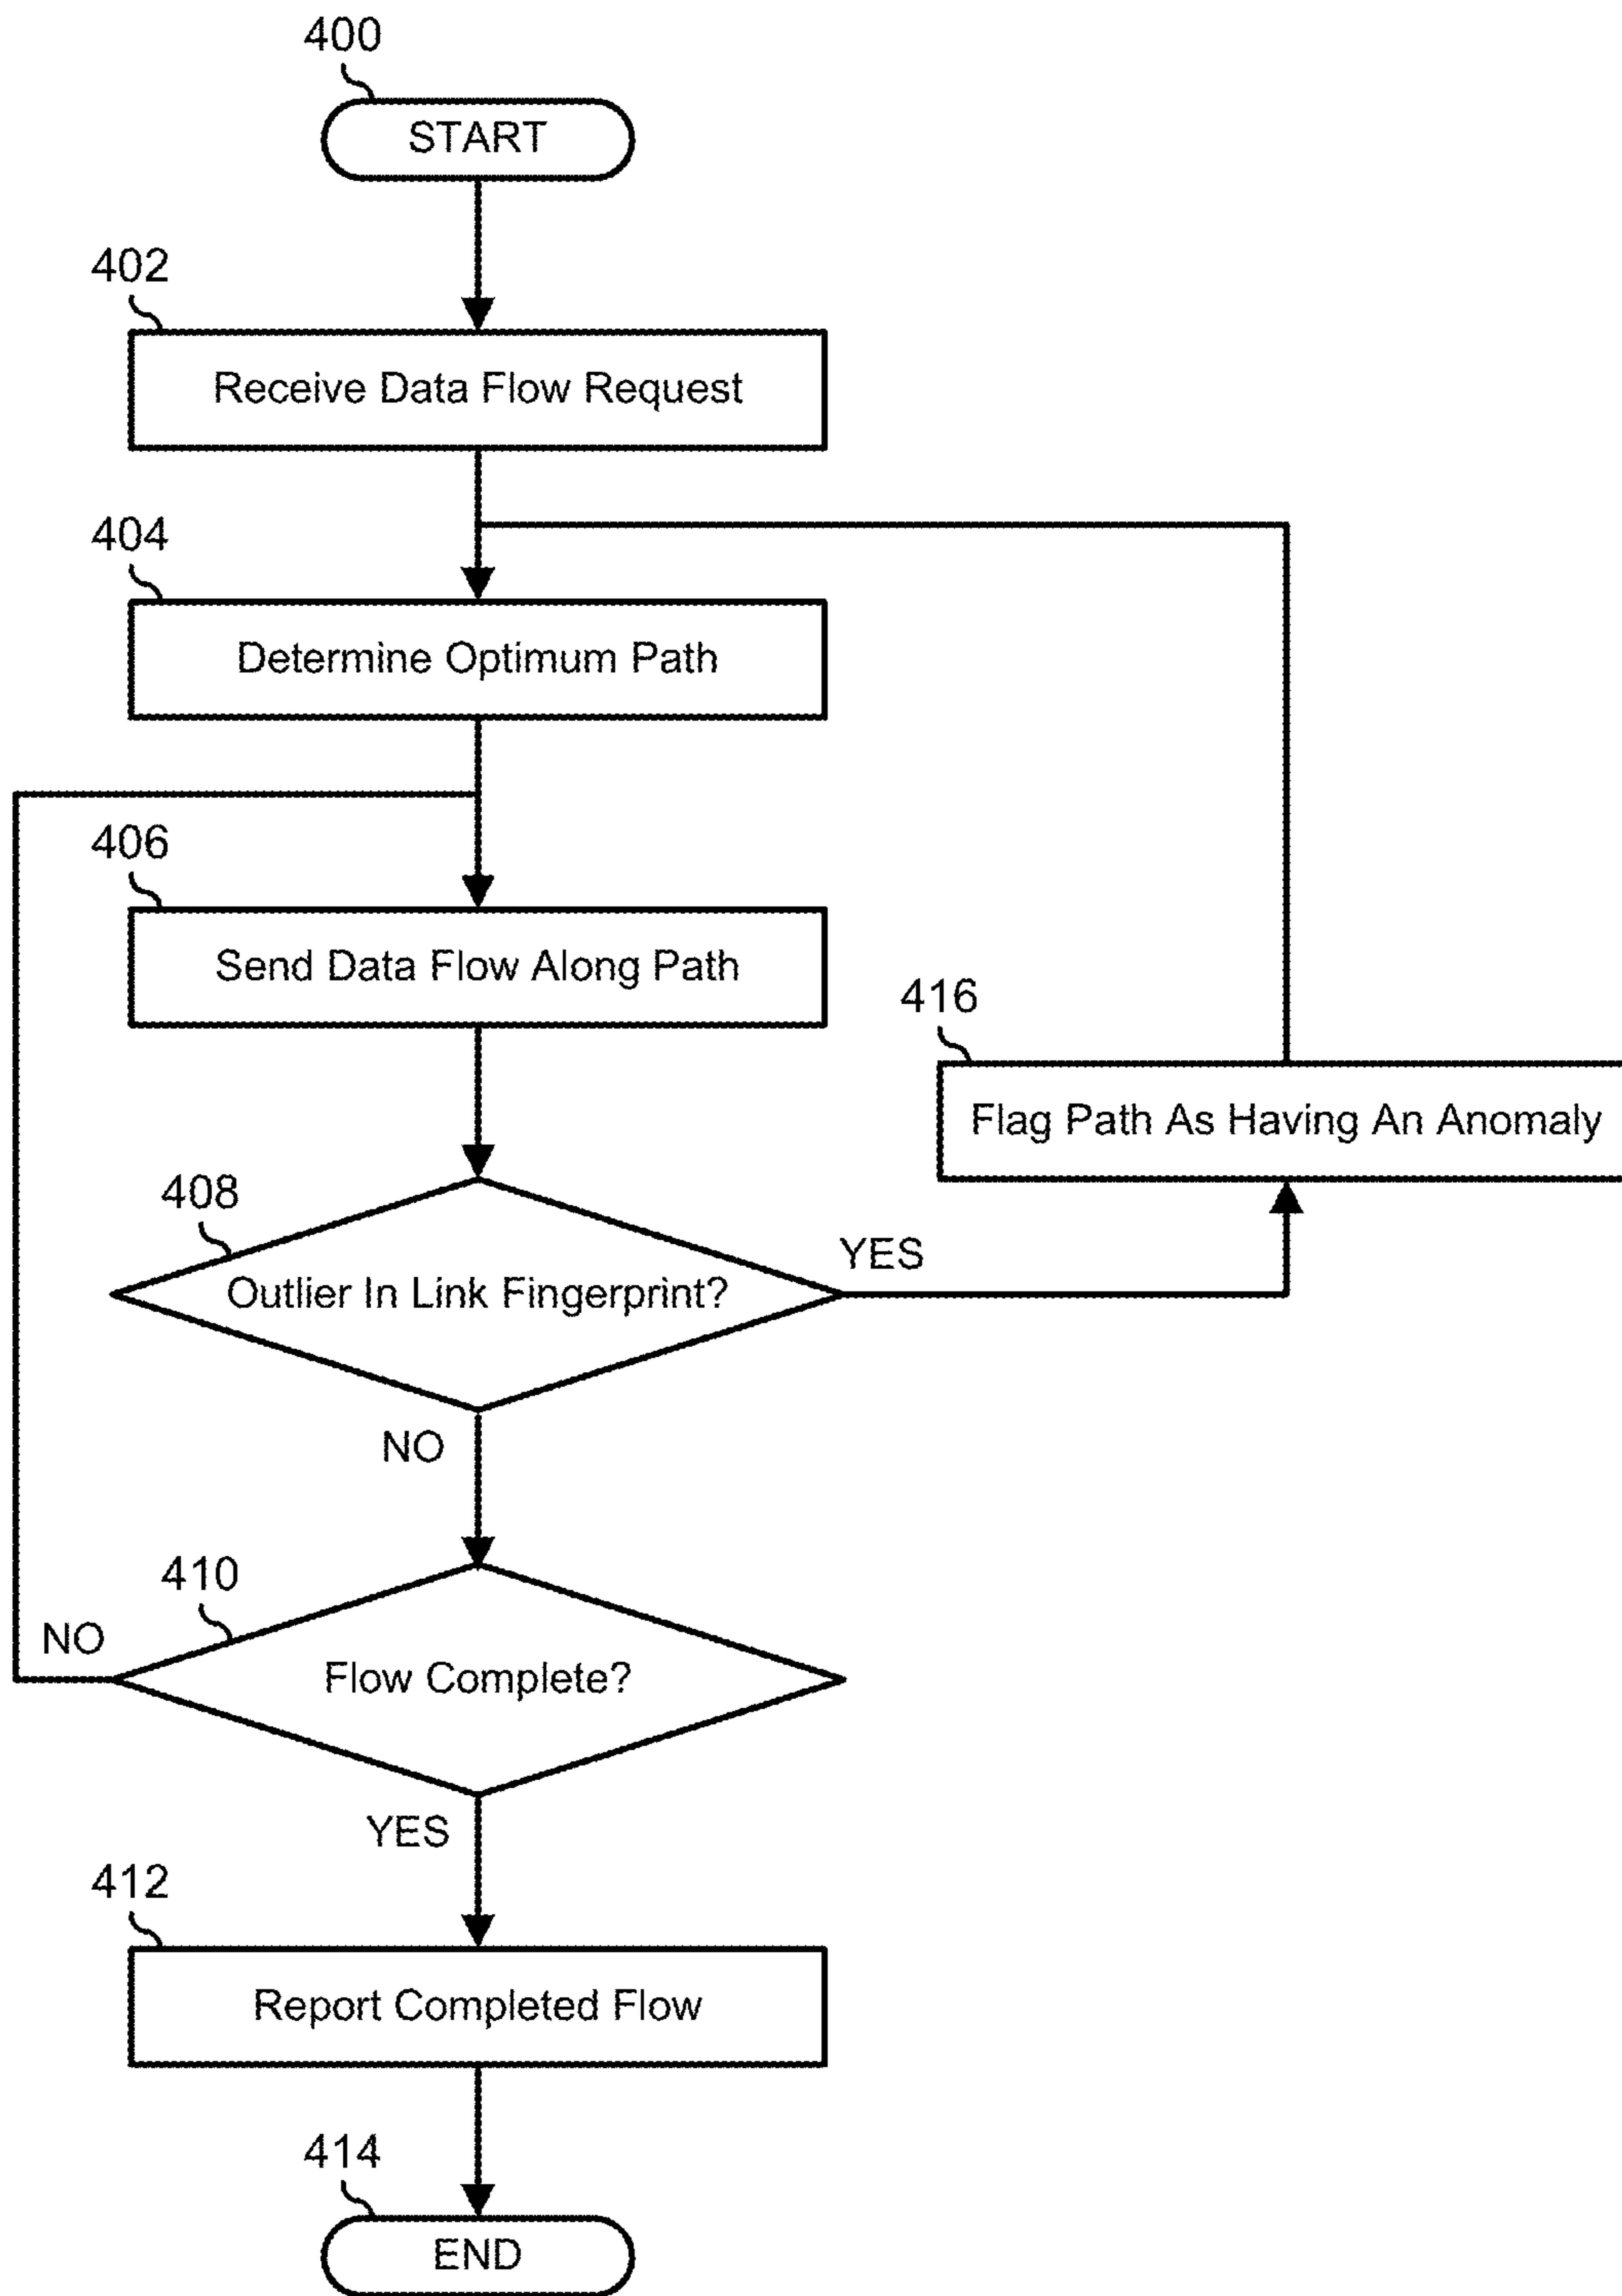 400
START
402
Receive Data Flow Request
404
Determine Optimum Path
406
Send Data Flow Along Path
416
Flag Path As Having An Anomaly
408
Outlier In Link Fingerprint?
YES
NO
410
NO
Flow Complete?
YES
412
Report Completed Flow
414
END